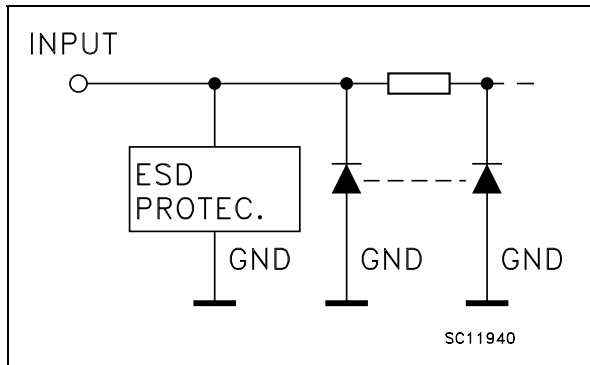 INPUT
ESD
PROTEC.
GND
GND
GND
SC11940